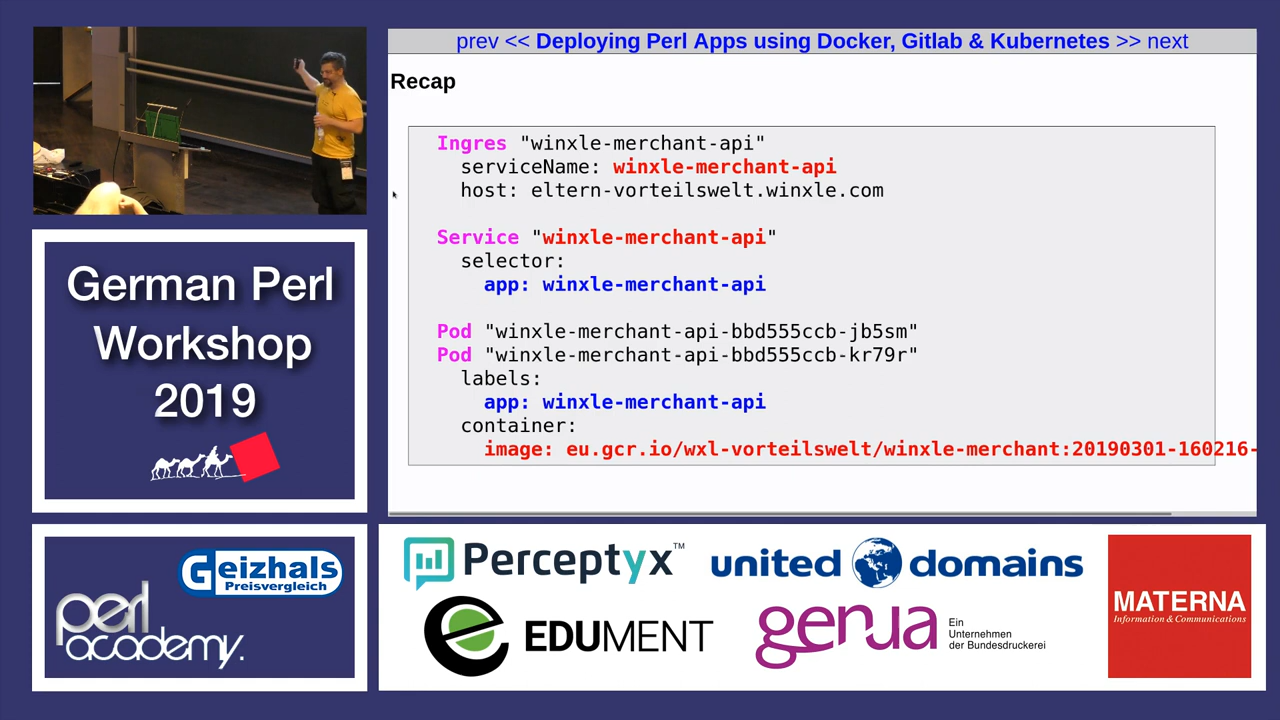 prev << Deploying Perl Apps using Docker, Gitlab & Kubernetes >> next
Recap
Ingres "winxle-merchant-api"
serviceName: winxle-merchant-api
host: eltern-vorteilswelt.winxle.com
Service "winxle-merchant-api"
selector:
app: winxle-merchant-api
Pod "winxle-merchant-api-bbd555ccb-jb5sm"
Pod "winxle-merchant-api-bbd555ccb-kr79r"
labels:
app: winxle-merchant-api
container:
image: eu.gcr.io/wxl-vorteilswelt/winxle-merchant:20190301-160216-
German Perl
Workshop
2019
Geizhals
Preisvergleich
perl
academy.
Perceptyx™
united domains
EDUMENT
genua
Ein
Unternehmen
der Bundesdruckerei
MATERNA
Information & Communications